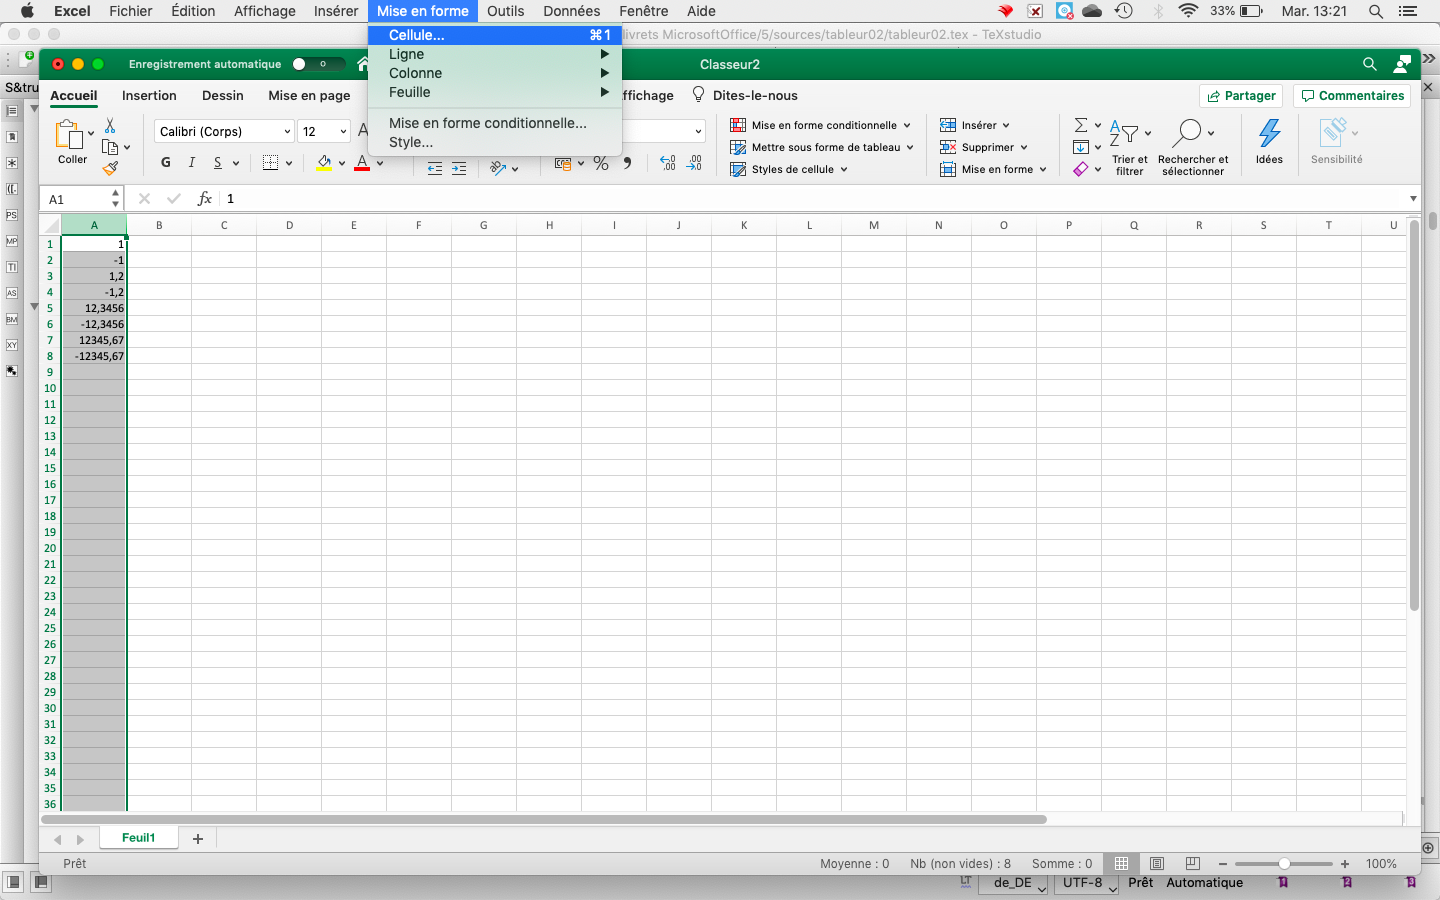 Excel Fichier Édition Affichage Insérer Mise en forme Outils Données Fenêtre Aide 33% Mar. 13:21
livrets MicrosoftOffice/5/sources/tableur02/tableur02.tex - TeXstudio
Cellule... ⌘1
Ligne
Colonne
Feuille
Mise en forme conditionnelle...
Style...
Enregistrement automatique Classeur2
S&tru
Accueil Insertion Dessin Mise en page ffichage Dites-le-nous Partager Commentaires
Coller
Calibri (Corps) 12
G I S
Mise en forme conditionnelle
Mettre sous forme de tableau
Styles de cellule
Insérer
Supprimer
Mise en forme
Trier et filtrer
Rechercher et sélectionner
Idées
Sensibilité
A1 fx 1
A B C D E F G H I J K L M N O P Q R S T U
1 1
2 -1
3 1,2
4 -1,2
5 12,3456
6 -12,3456
7 12345,67
8 -12345,67
9
10
11
12
13
14
15
16
17
18
19
20
21
22
23
24
25
26
27
28
29
30
31
32
33
34
35
36
PS
MP
TI
AS
BM
XY
Feuil1 +
Prêt Moyenne : 0 Nb (non vides) : 8 Somme : 0 100%
LT de_DE UTF-8 Prêt Automatique